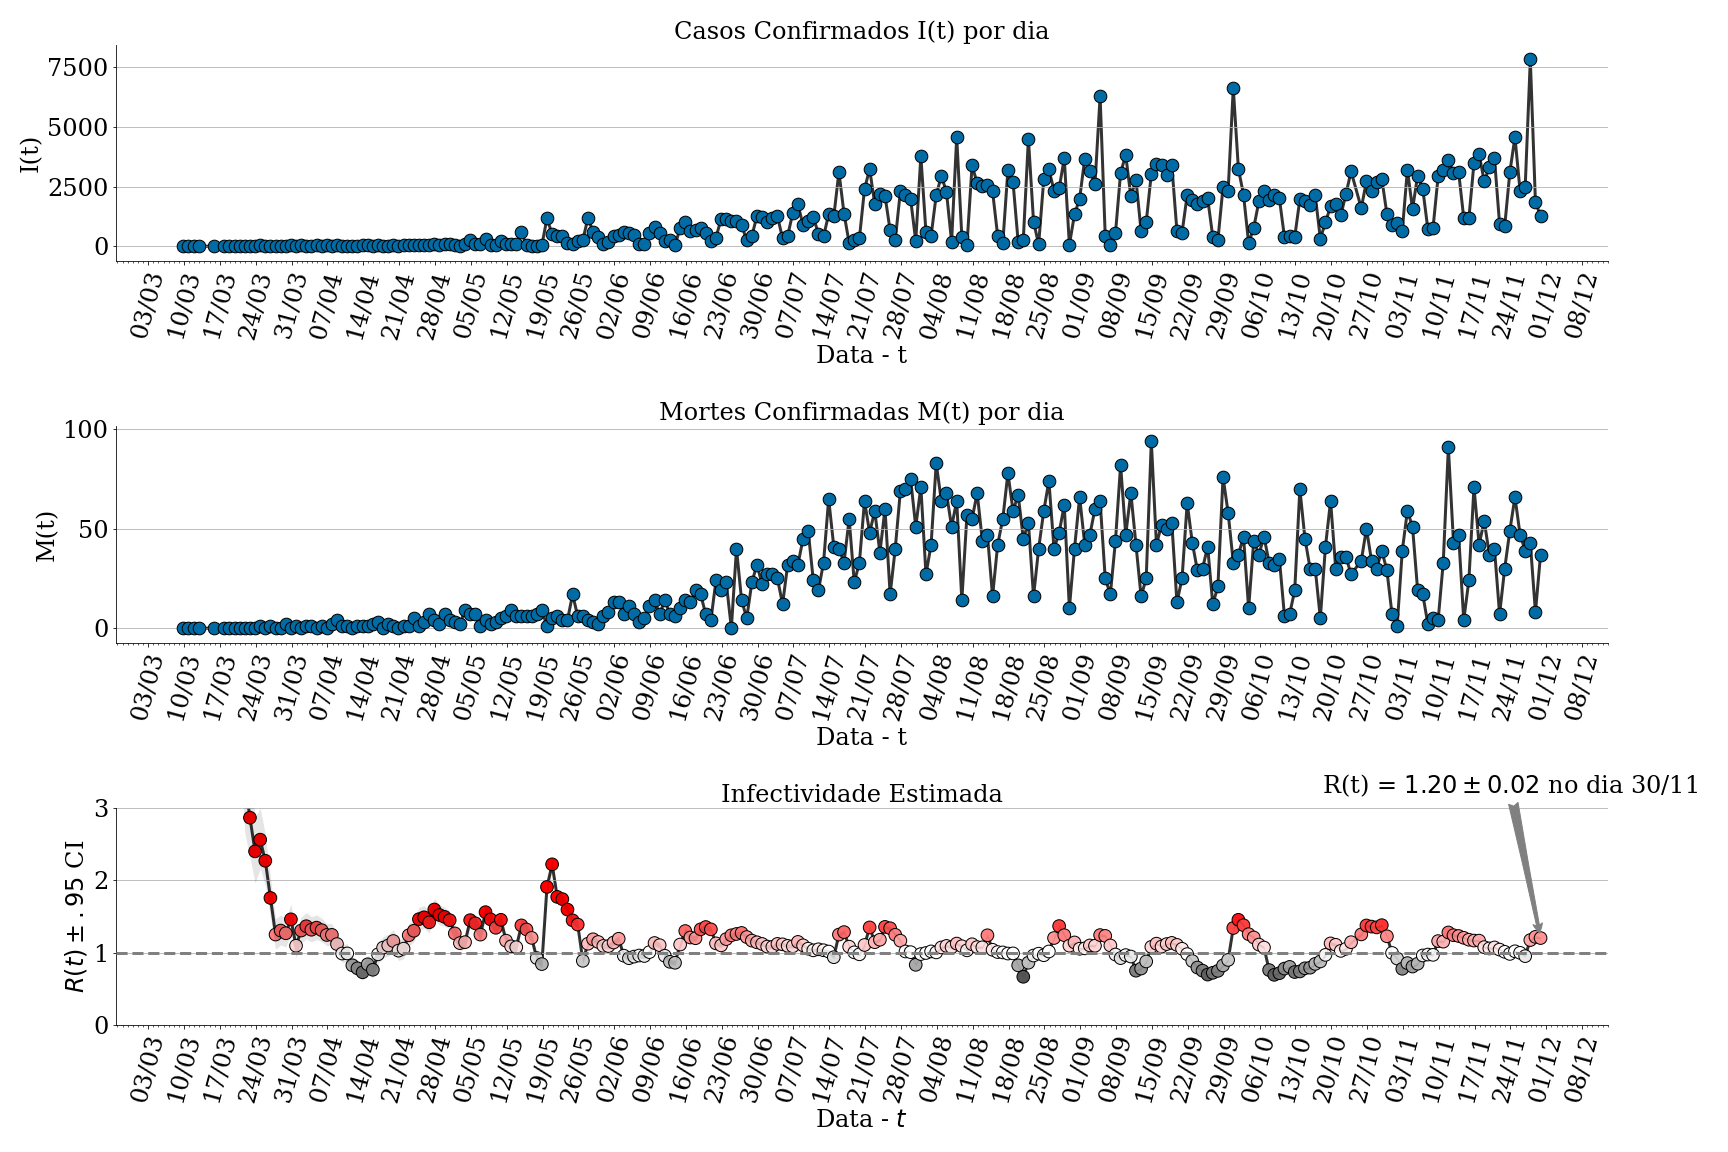 Casos Confirmados I(t) por dia
7500
5000
2500
0
I(t)
03/03 10/03 17/03 24/03 31/03 07/04 14/04 21/04 28/04 05/05 12/05 19/05 26/05 02/06 09/06 16/06 23/06 30/06 07/07 14/07 21/07 28/07 04/08 11/08 18/08 25/08 01/09 08/09 15/09 22/09 29/09 06/10 13/10 20/10 27/10 03/11 10/11 17/11 24/11 01/12 08/12
Data - t
Mortes Confirmadas M(t) por dia
100
50
0
M(t)
03/03 10/03 17/03 24/03 31/03 07/04 14/04 21/04 28/04 05/05 12/05 19/05 26/05 02/06 09/06 16/06 23/06 30/06 07/07 14/07 21/07 28/07 04/08 11/08 18/08 25/08 01/09 08/09 15/09 22/09 29/09 06/10 13/10 20/10 27/10 03/11 10/11 17/11 24/11 01/12 08/12
Data - t
R(t) = 1.20 ± 0.02 no dia 30/11
Infectividade Estimada
3
2
1
0
R(t) ± .95 CI
03/03 10/03 17/03 24/03 31/03 07/04 14/04 21/04 28/04 05/05 12/05 19/05 26/05 02/06 09/06 16/06 23/06 30/06 07/07 14/07 21/07 28/07 04/08 11/08 18/08 25/08 01/09 08/09 15/09 22/09 29/09 06/10 13/10 20/10 27/10 03/11 10/11 17/11 24/11 01/12 08/12
Data - t